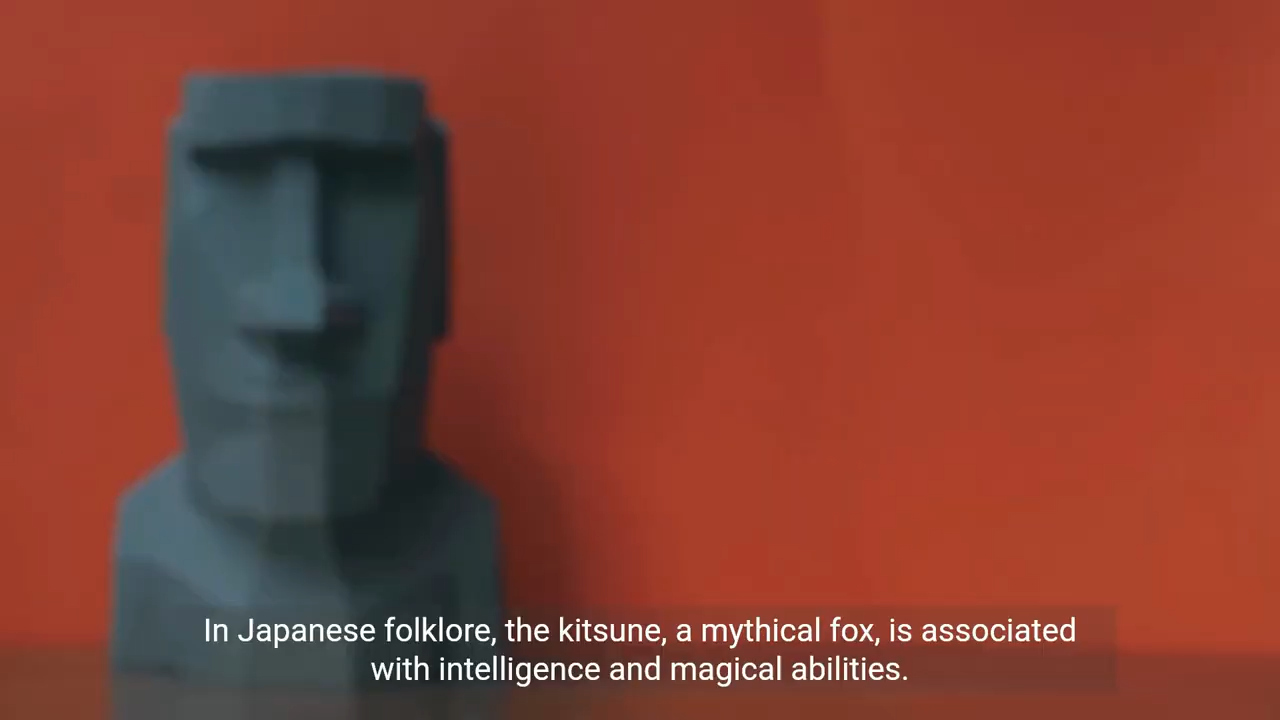 In Japanese folklore, the kitsune, a mythical fox, is associated
with intelligence and magical abilities.